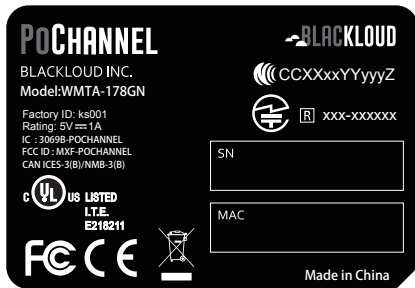 PoCHANNEL
BLACKLOUD
BLACKLOUD INC.
Model:WMTA-178GN
CCXXxxYYyyyZ
Factory ID: ks001
Rating: 5V⎓1A
IC : 3069B-POCHANNEL
FCC ID : MXF-POCHANNEL
CAN ICES-3(B)/NMB-3(B)
R xxx-xxxxxx
SN
C UL US LISTED
I.T.E.
E218211
MAC
FC CE
Made in China